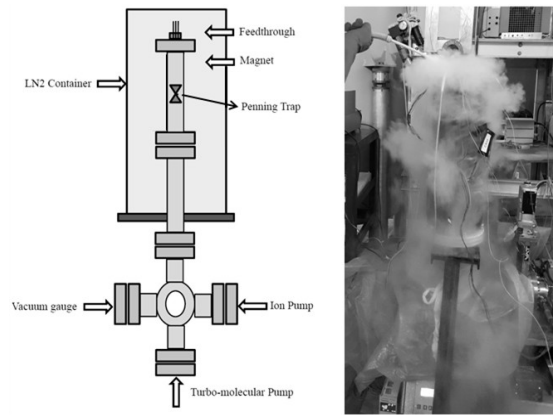 Feedthrough
Magnet
LN2 Container
Penning Trap
Vacuum gauge
Ion Pump
Turbo-molecular Pump